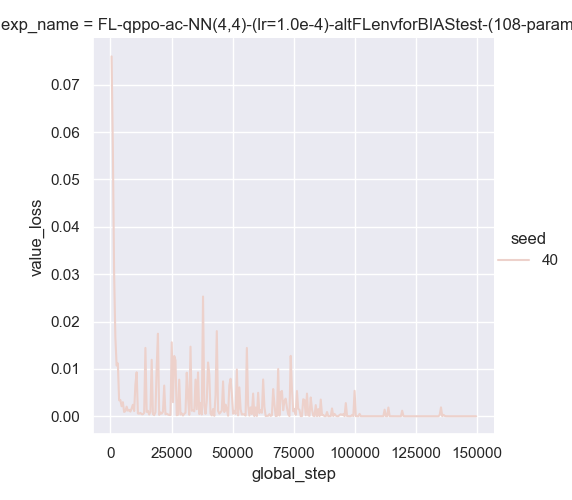 exp_name = FL-qppo-ac-NN(4,4)-(lr=1.0e-4)-altFLenvforBIAStest-(108-param
0.07
0.06
0.05
0.04
0.03
0.02
0.01
0.00
value_loss
0 25000 50000 75000 100000 125000 150000
global_step
seed
40